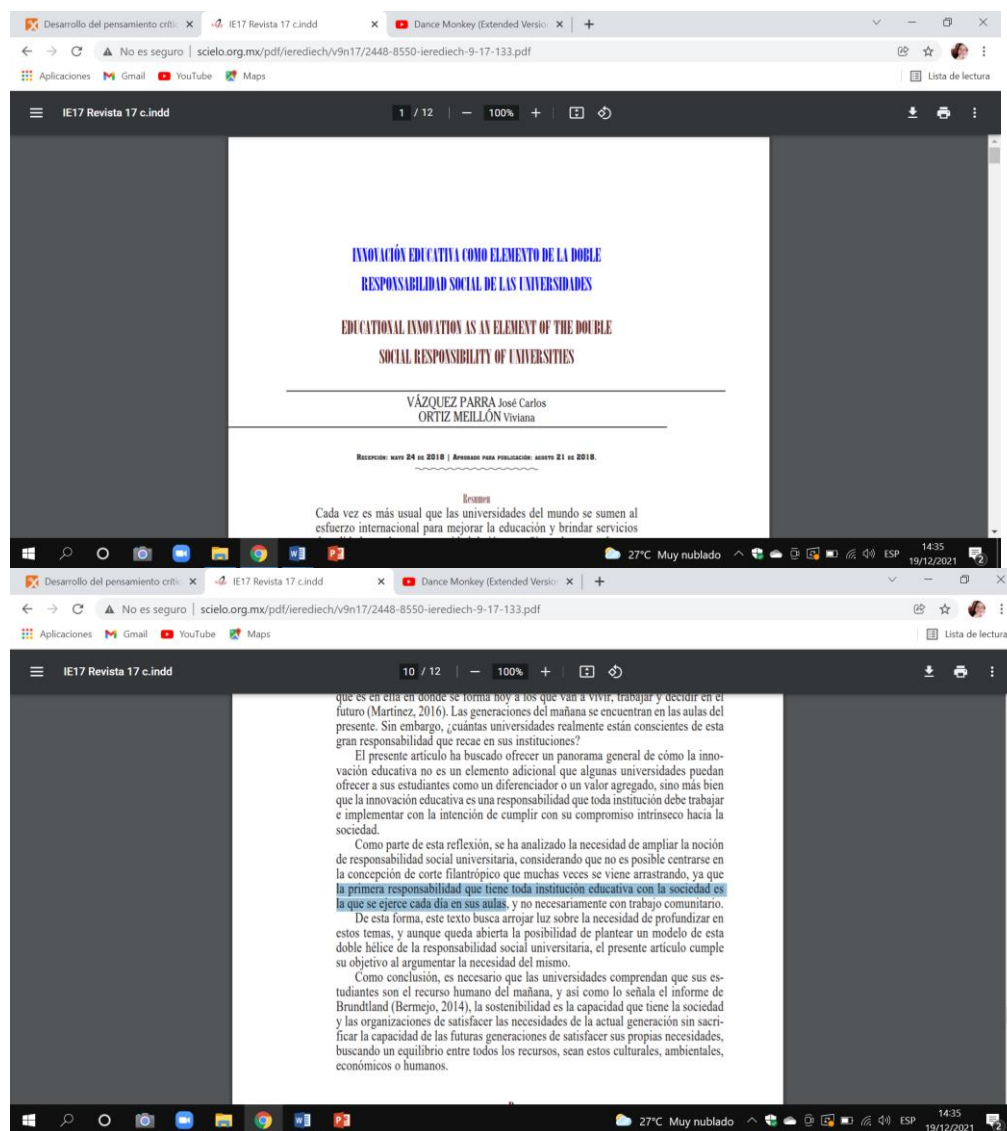 Desarrollo del pensamiento críti
IE17 Revista 17 c.indd
Dance Monkey (Extended Versio
No es seguro | scielo.org.mx/pdf/ierediech/v9n17/2448-8550-ierediech-9-17-133.pdf
Aplicaciones Gmail YouTube Maps Lista de lectura
IE17 Revista 17 c.indd 1 / 12 100%
INNOVACIÓN EDUCATIVA COMO ELEMENTO DE LA DOBLE
RESPONSABILIDAD SOCIAL DE LAS UNIVERSIDADES
EDUCATIONAL INNOVATION AS AN ELEMENT OF THE DOUBLE
SOCIAL RESPONSIBILITY OF UNIVERSITIES
VÁZQUEZ PARRA José Carlos
ORTIZ MEILLÓN Viviana
Recepción: mayo 24 de 2018 | Aprobado para publicación: agosto 21 de 2018.
Resumen
Cada vez es más usual que las universidades del mundo se sumen al
esfuerzo internacional para mejorar la educación y brindar servicios
27°C Muy nublado ESP 14:35
19/12/2021
Desarrollo del pensamiento críti
IE17 Revista 17 c.indd
Dance Monkey (Extended Versio
No es seguro | scielo.org.mx/pdf/ierediech/v9n17/2448-8550-ierediech-9-17-133.pdf
Aplicaciones Gmail YouTube Maps Lista de lectura
IE17 Revista 17 c.indd 10 / 12 100%
que es en ella en donde se forma hoy a los que van a vivir, trabajar y decidir en el
futuro (Martínez, 2016). Las generaciones del mañana se encuentran en las aulas del
presente. Sin embargo, ¿cuántas universidades realmente están conscientes de esta
gran responsabilidad que recae en sus instituciones?
El presente artículo ha buscado ofrecer un panorama general de cómo la inno-
vación educativa no es un elemento adicional que algunas universidades puedan
ofrecer a sus estudiantes como un diferenciador o un valor agregado, sino más bien
que la innovación educativa es una responsabilidad que toda institución debe trabajar
e implementar con la intención de cumplir con su compromiso intrínseco hacia la
sociedad.
Como parte de esta reflexión, se ha analizado la necesidad de ampliar la noción
de responsabilidad social universitaria, considerando que no es posible centrarse en
la concepción de corte filantrópico que muchas veces se viene arrastrando, ya que
la primera responsabilidad que tiene toda institución educativa con la sociedad es
la que se ejerce cada día en sus aulas, y no necesariamente con trabajo comunitario.
De esta forma, este texto busca arrojar luz sobre la necesidad de profundizar en
estos temas, y aunque queda abierta la posibilidad de plantear un modelo de esta
doble hélice de la responsabilidad social universitaria, el presente artículo cumple
su objetivo al argumentar la necesidad del mismo.
Como conclusión, es necesario que las universidades comprendan que sus es-
tudiantes son el recurso humano del mañana, y así como lo señala el informe de
Brundtland (Bermejo, 2014), la sostenibilidad es la capacidad que tiene la sociedad
y las organizaciones de satisfacer las necesidades de la actual generación sin sacri-
ficar la capacidad de las futuras generaciones de satisfacer sus propias necesidades,
buscando un equilibrio entre todos los recursos, sean estos culturales, ambientales,
económicos o humanos.
27°C Muy nublado ESP 14:35
19/12/2021